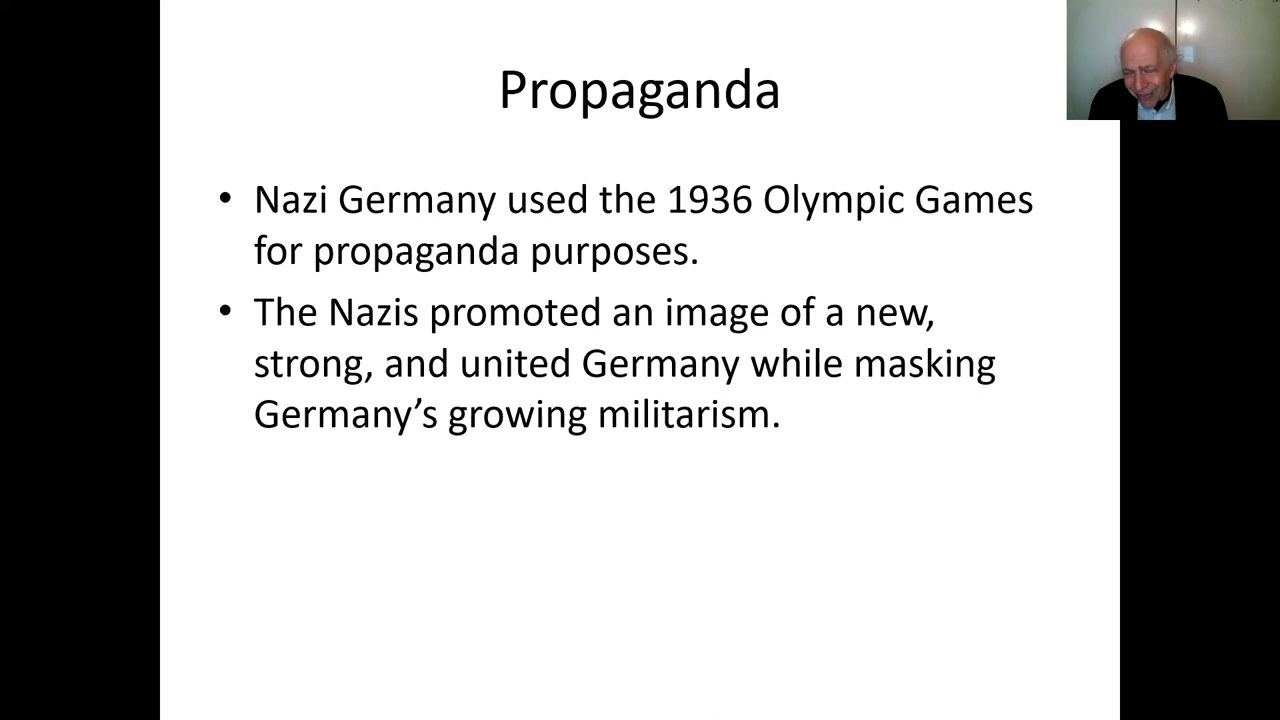 Propaganda
• Nazi Germany used the 1936 Olympic Games
for propaganda purposes.
• The Nazis promoted an image of a new,
strong, and united Germany while masking
Germany’s growing militarism.